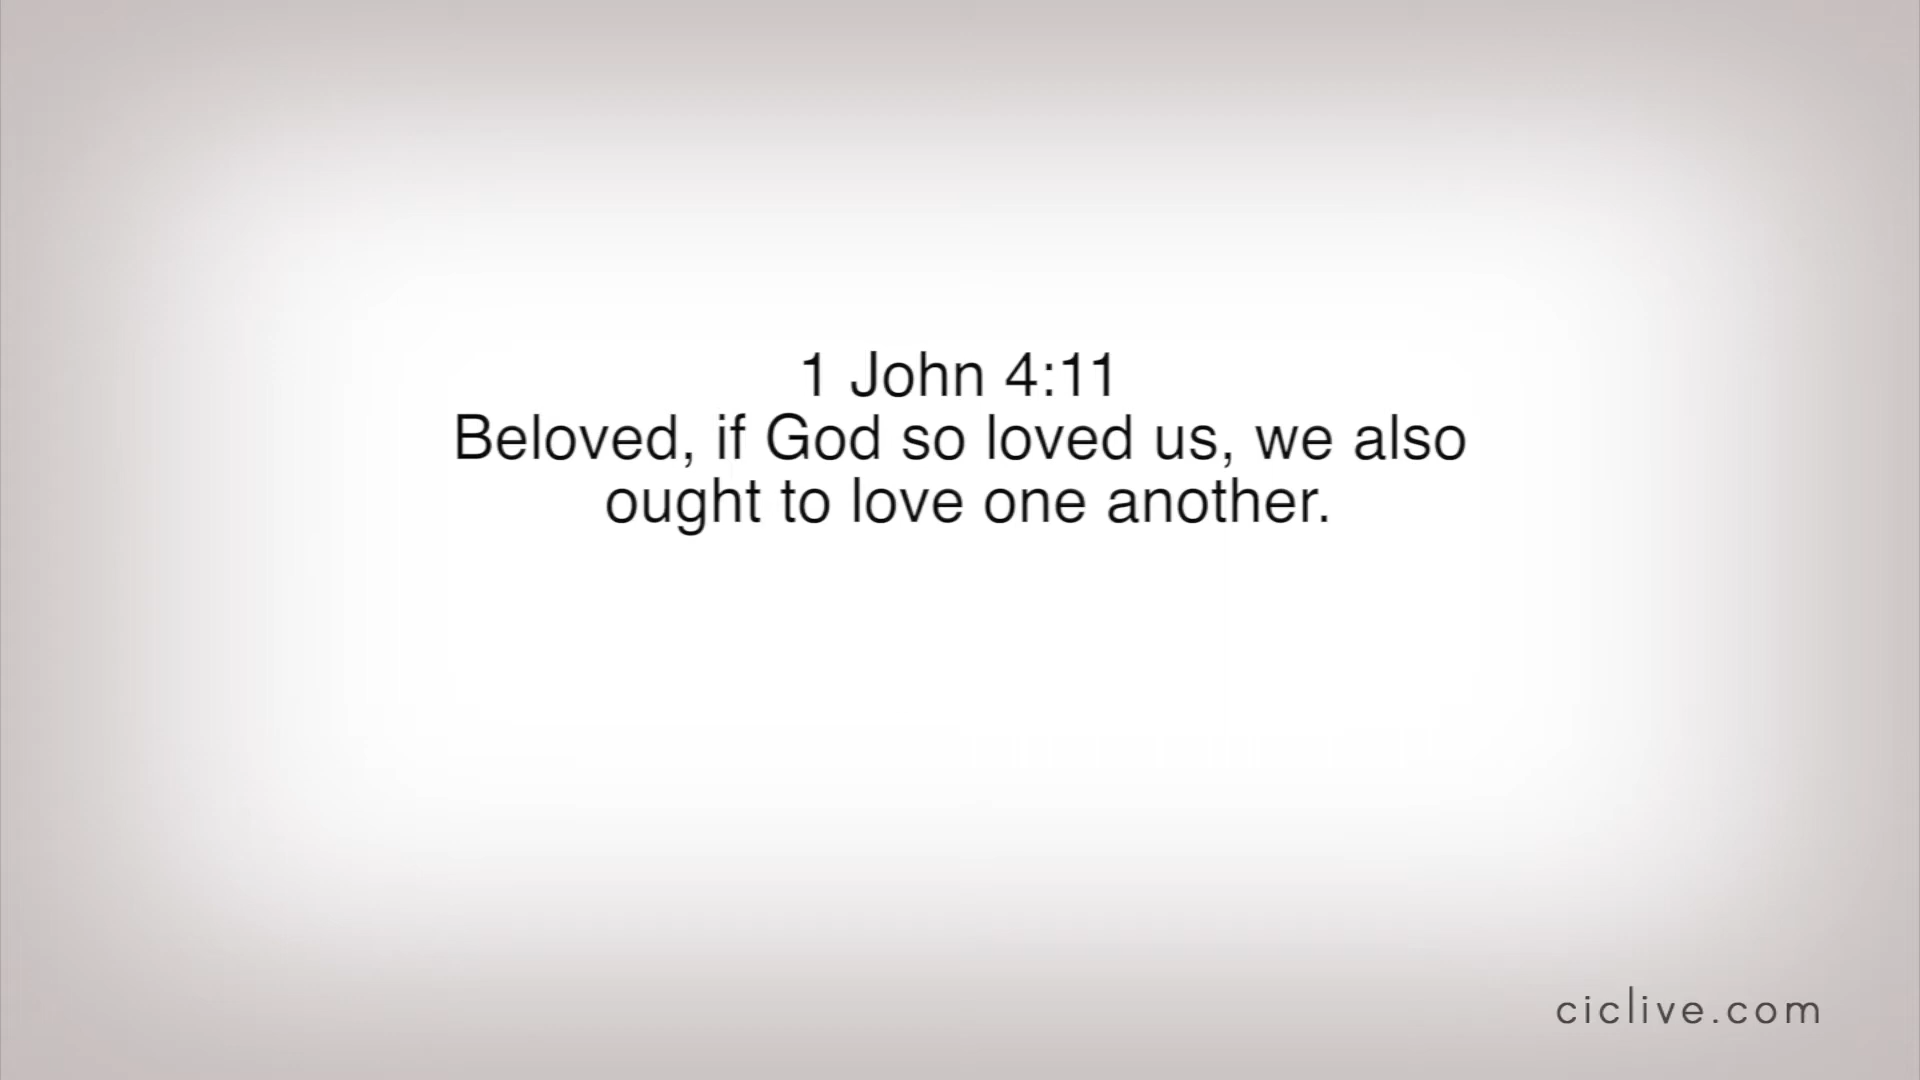 1 John 4:11
Beloved, if God so loved us, we also
ought to love one another.
ciclive.com